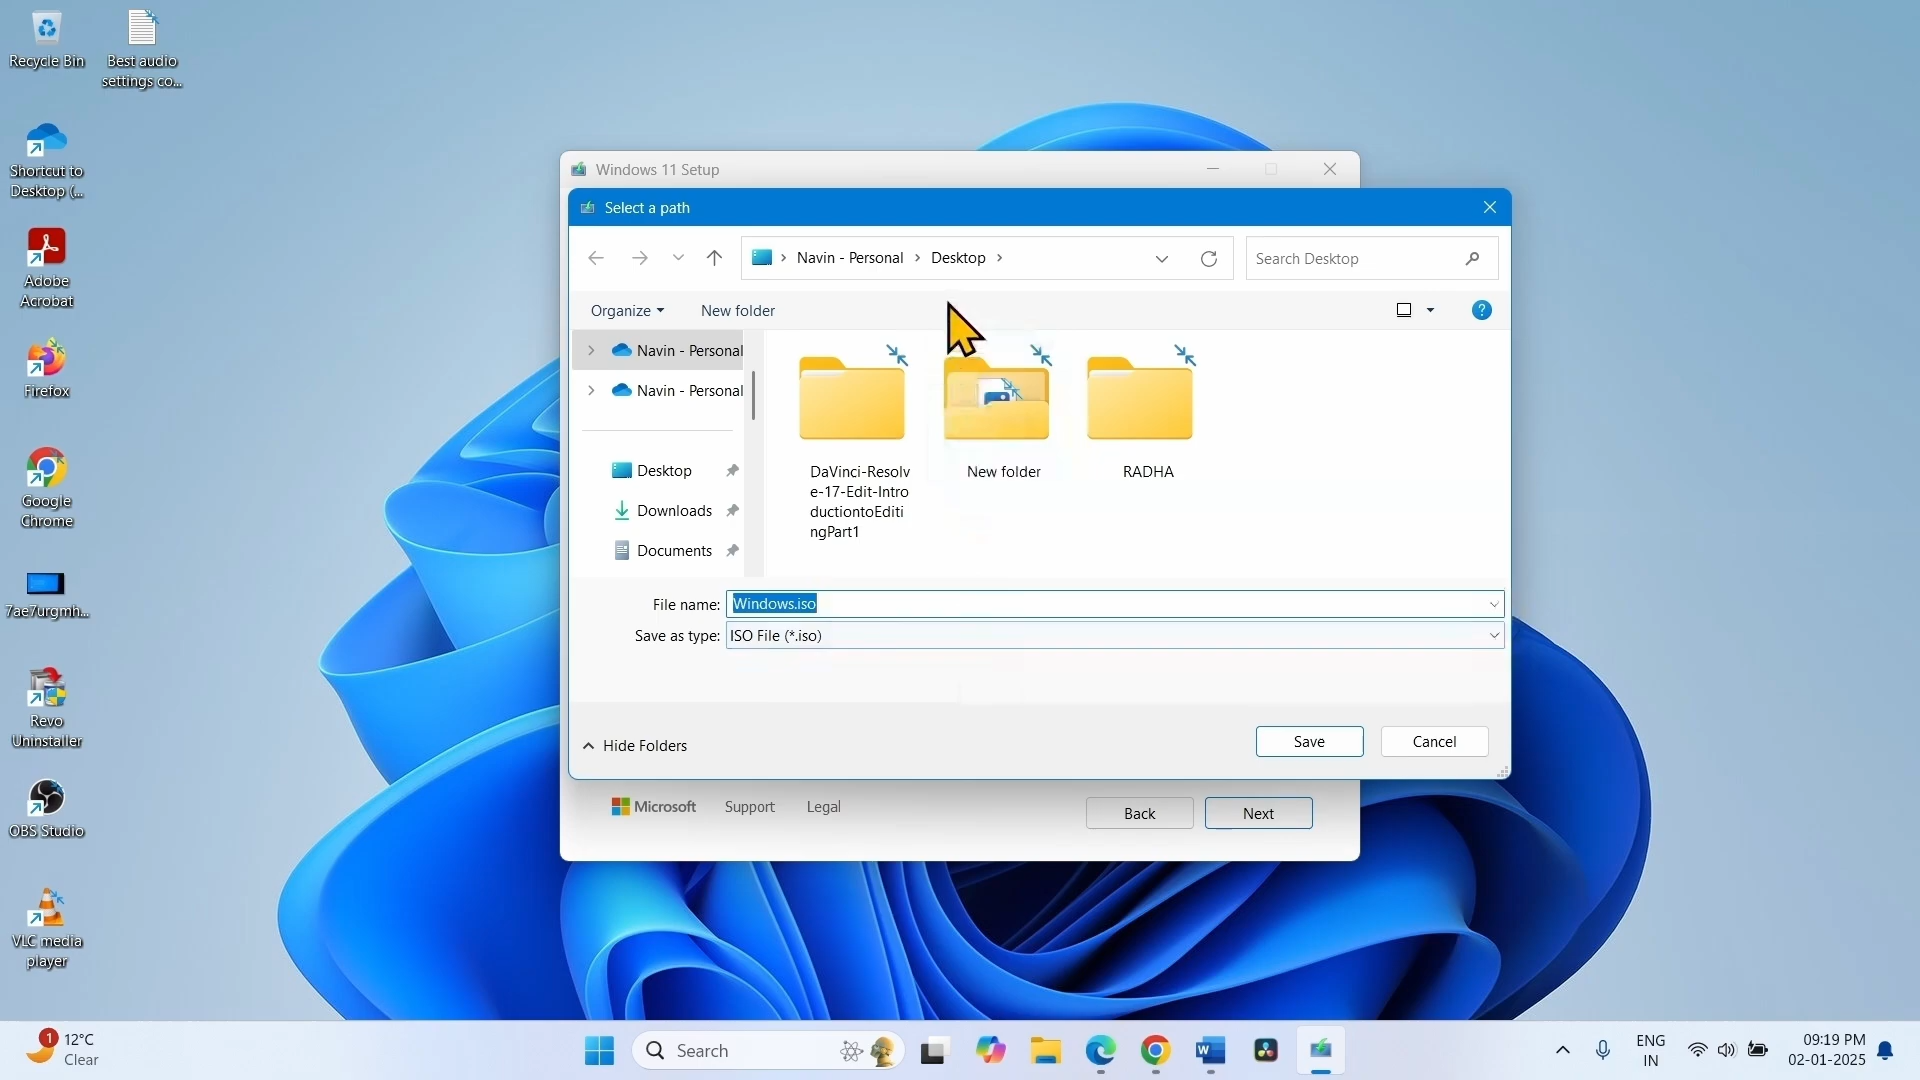 Recycle Bin
Best audio
settings co...
Shortcut to
Desktop (...
Adobe
Acrobat
Firefox
Google
Chrome
7ae7urgmh...
Revo
Uninstaller
OBS Studio
VLC media
player
Windows 11 Setup
Select a path
Navin - Personal
Desktop
Search Desktop
Organize
New folder
?
Navin - Personal
Navin - Personal
Desktop
Downloads
Documents
DaVinci-Resolv
e-17-Edit-Intro
ductiontoEditi
ngPart1
New folder
RADHA
File name:
Windows.iso
Save as type:
ISO File (*.iso)
Hide Folders
Save
Cancel
Microsoft
Support
Legal
Back
Next
1
12°C
Clear
Search
W
ENG
IN
09:19 PM
02-01-2025